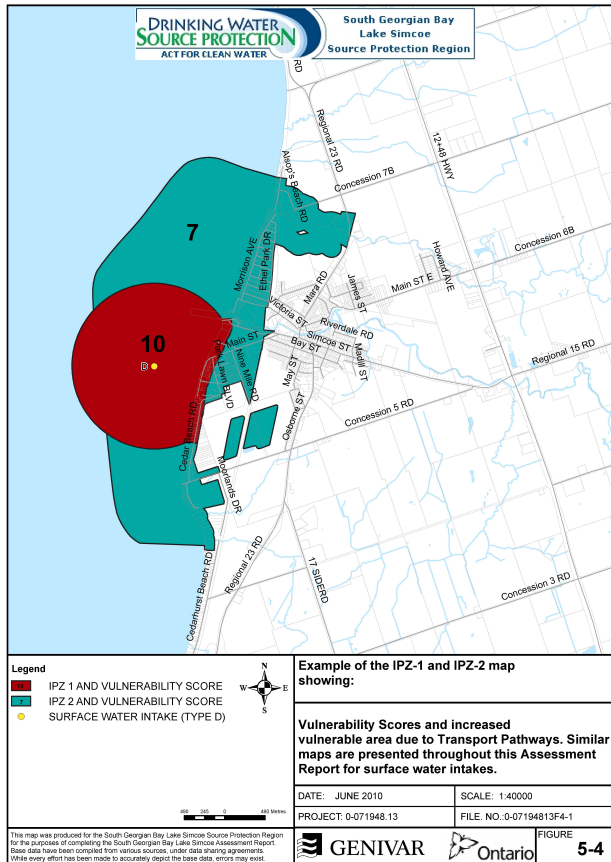 DRINKING WATER
SOURCE PROTECTION
ACT FOR CLEAN WATER
South Georgian Bay
Lake Simcoe
Source Protection Region
RD
Regional 23 RD
12+48 HWY
Alsop's Beach RD
Concession 7B
7
Morrison AVE
Ethel Park DR
Concession 6B
Howard AVE
Mara RD
James ST
Main ST E
Victoria ST
Riverdale RD
10
Main ST
Simcoe ST
Bay ST
Madill ST
Regional 15 RD
D
Lawn BLVD
Nine Mile RD
May ST
Concession 5 RD
Osborne ST
Cedar Beach RD
Moorlands DR
Regional 23 RD
17 SIDERD
Cedarhurst Beach RD
Concession 3 RD
Legend
10 IPZ 1 AND VULNERABILITY SCORE
7 IPZ 2 AND VULNERABILITY SCORE
SURFACE WATER INTAKE (TYPE D)
N
W E
S
490 245 0 490 Metres
This map was produced for the South Georgian Bay Lake Simcoe Source Protection Region
for the purposes of completing the South Georgian Bay Lake Simcoe Assessment Report.
Base data have been compiled from various sources, under data sharing agreements.
While every effort has been made to accurately depict the base data, errors may exist.
Example of the IPZ-1 and IPZ-2 map
showing:
Vulnerability Scores and increased
vulnerable area due to Transport Pathways. Similar
maps are presented throughout this Assessment
Report for surface water intakes.
DATE: JUNE 2010
SCALE: 1:40000
PROJECT: 0-071948.13
FILE. NO.:0-07194813F4-1
GENIVAR
Ontario
FIGURE
5-4